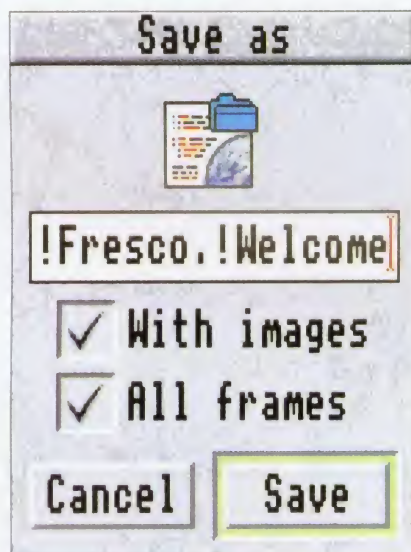 Save as
!Fresco.!Welcome
With images
All frames
Cancel
Save